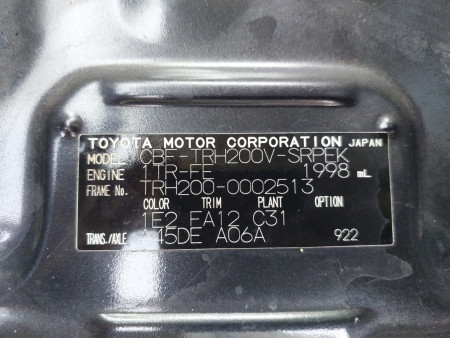 TOYOTA MOTOR CORPORATION JAPAN
MODEL CBF-TRH200V-SRPEK
ENGINE 1TR-FE 1998 mL
FRAME No. TRH200-0002513
COLOR TRIM PLANT OPTION
1E2 FA12 C31
TRANS./AXLE A45DE A06A 922